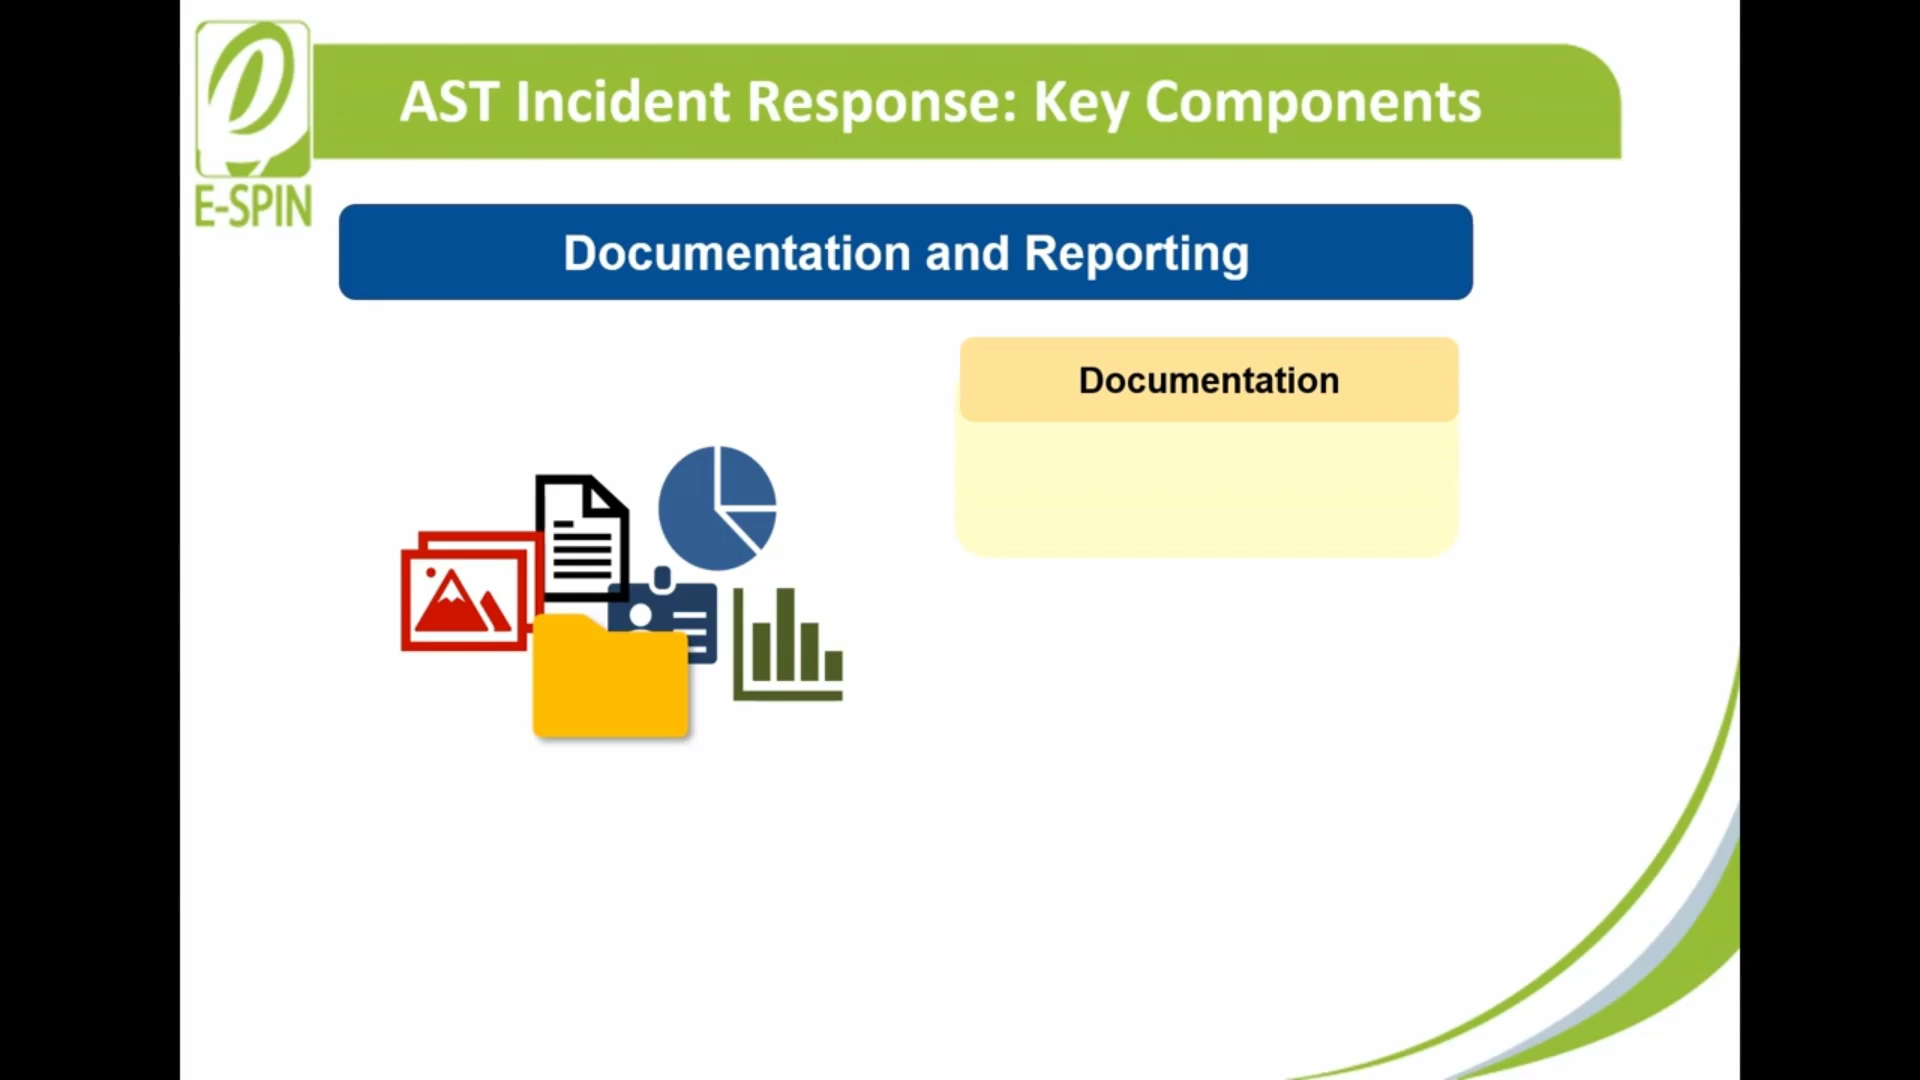 AST Incident Response: Key Components
E-SPIN
Documentation and Reporting
Documentation